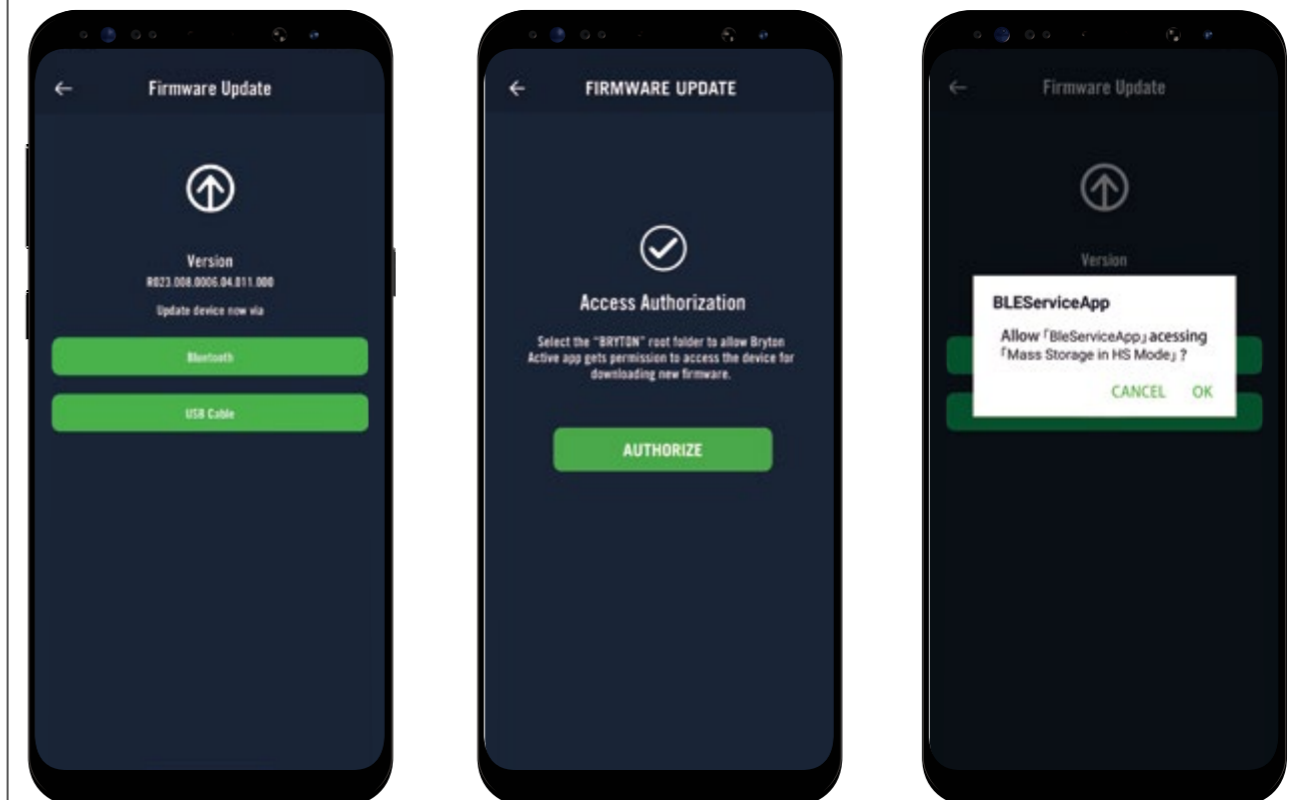 Firmware Update
Version
R023.008.0006.04.011.000
Update device now via
Bluetooth
USB Cable
FIRMWARE UPDATE
Access Authorization
Select the "BRYTON" root folder to allow Bryton
Active app gets permission to access the device for
downloading new firmware.
AUTHORIZE
Firmware Update
Version
BLEServiceApp
Allow「BleServiceApp」acessing
「Mass Storage in HS Mode」?
CANCEL OK